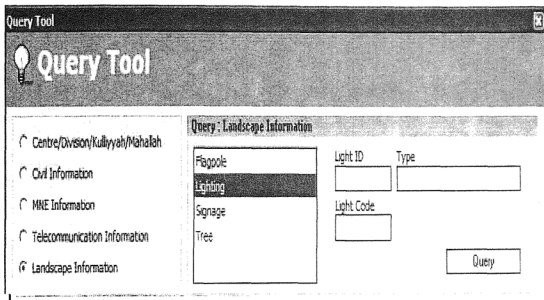 Query Tool
Query Tool
Centre/Division/Kulliyyah/Mahallah
Civil Information
MNE Information
Telecommunication Information
Landscape Information
Query : Landscape Information
Flagpole
Lighting
Signage
Tree
Light ID
Type
Light Code
Query